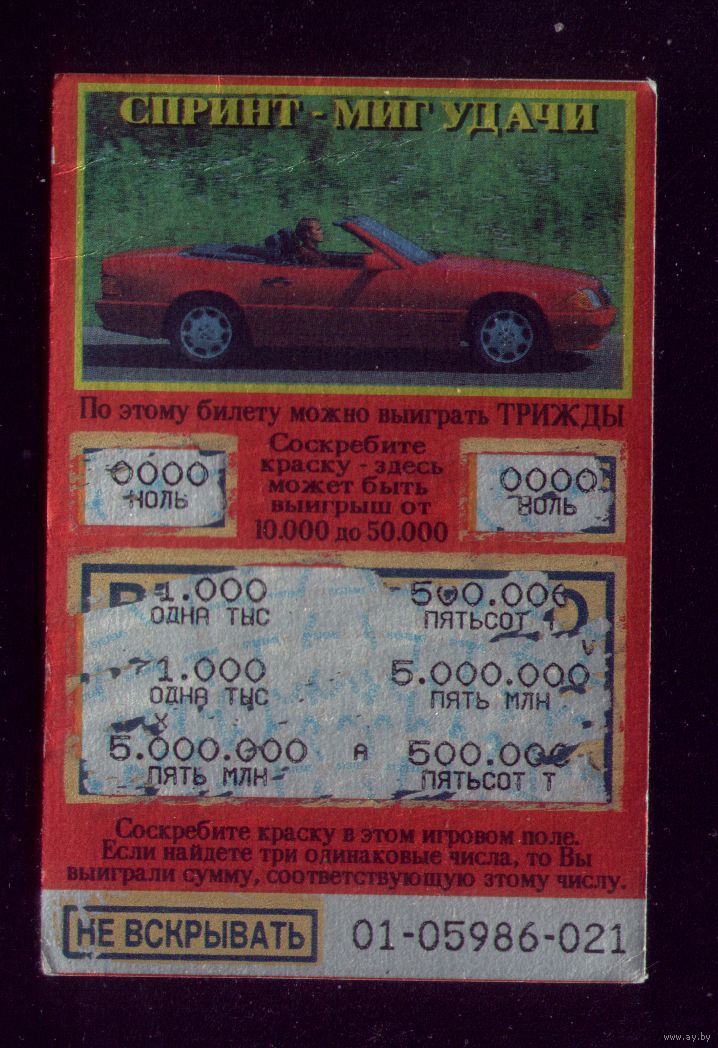 СПРИНТ - МИГ УДАЧИ
По этому билету можно выиграть ТРИЖДЫ
0000
НОЛЬ
Соскребите
краску - здесь
может быть
выигрыш от
10.000 до 50.000
0000
НОЛЬ
1.000 500.000
ОДНА ТЫС ПЯТЬСОТ Т
1.000 5.000.000
ОДНА ТЫС ПЯТЬ МЛН
5.000.000 А 500.000
ПЯТЬ МЛН ПЯТЬСОТ Т
Соскребите краску в этом игровом поле.
Если найдете три одинаковые числа, то Вы
выиграли сумму, соответствующую этому числу.
НЕ ВСКРЫВАТЬ 01-05986-021
www.ay.by